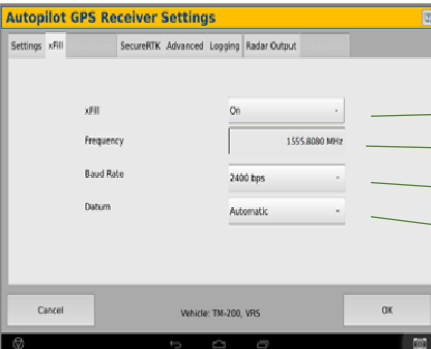 Autopilot GPS Receiver Settings
Settings xFill SecureRTK Advanced Logging Radar Output
xFill On
Frequency 1555.8080 MHz
Baud Rate 2400 bps
Datum Automatic
Cancel Vehicle: TM-200, VRS OK